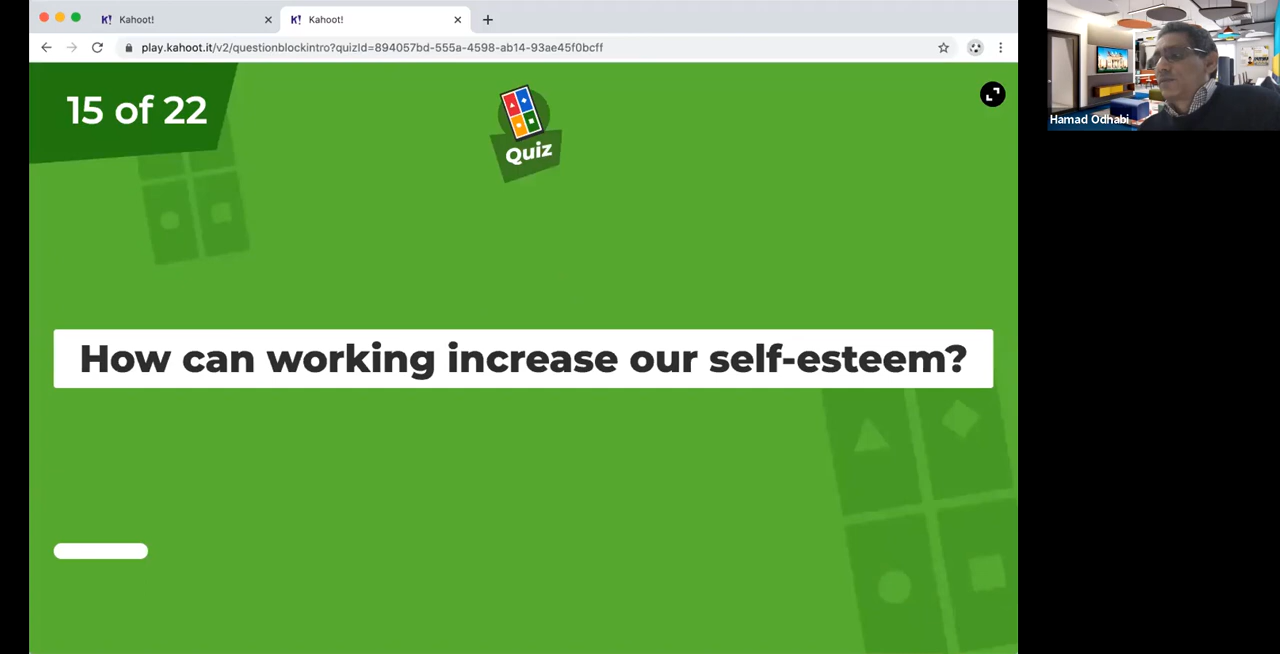 Kahoot!
Kahoot!
play.kahoot.it/v2/questionblockintro?quizId=894057bd-555a-4598-ab14-93ae45f0bcff
15 of 22
Quiz
Hamad Odhabi
How can working increase our self-esteem?